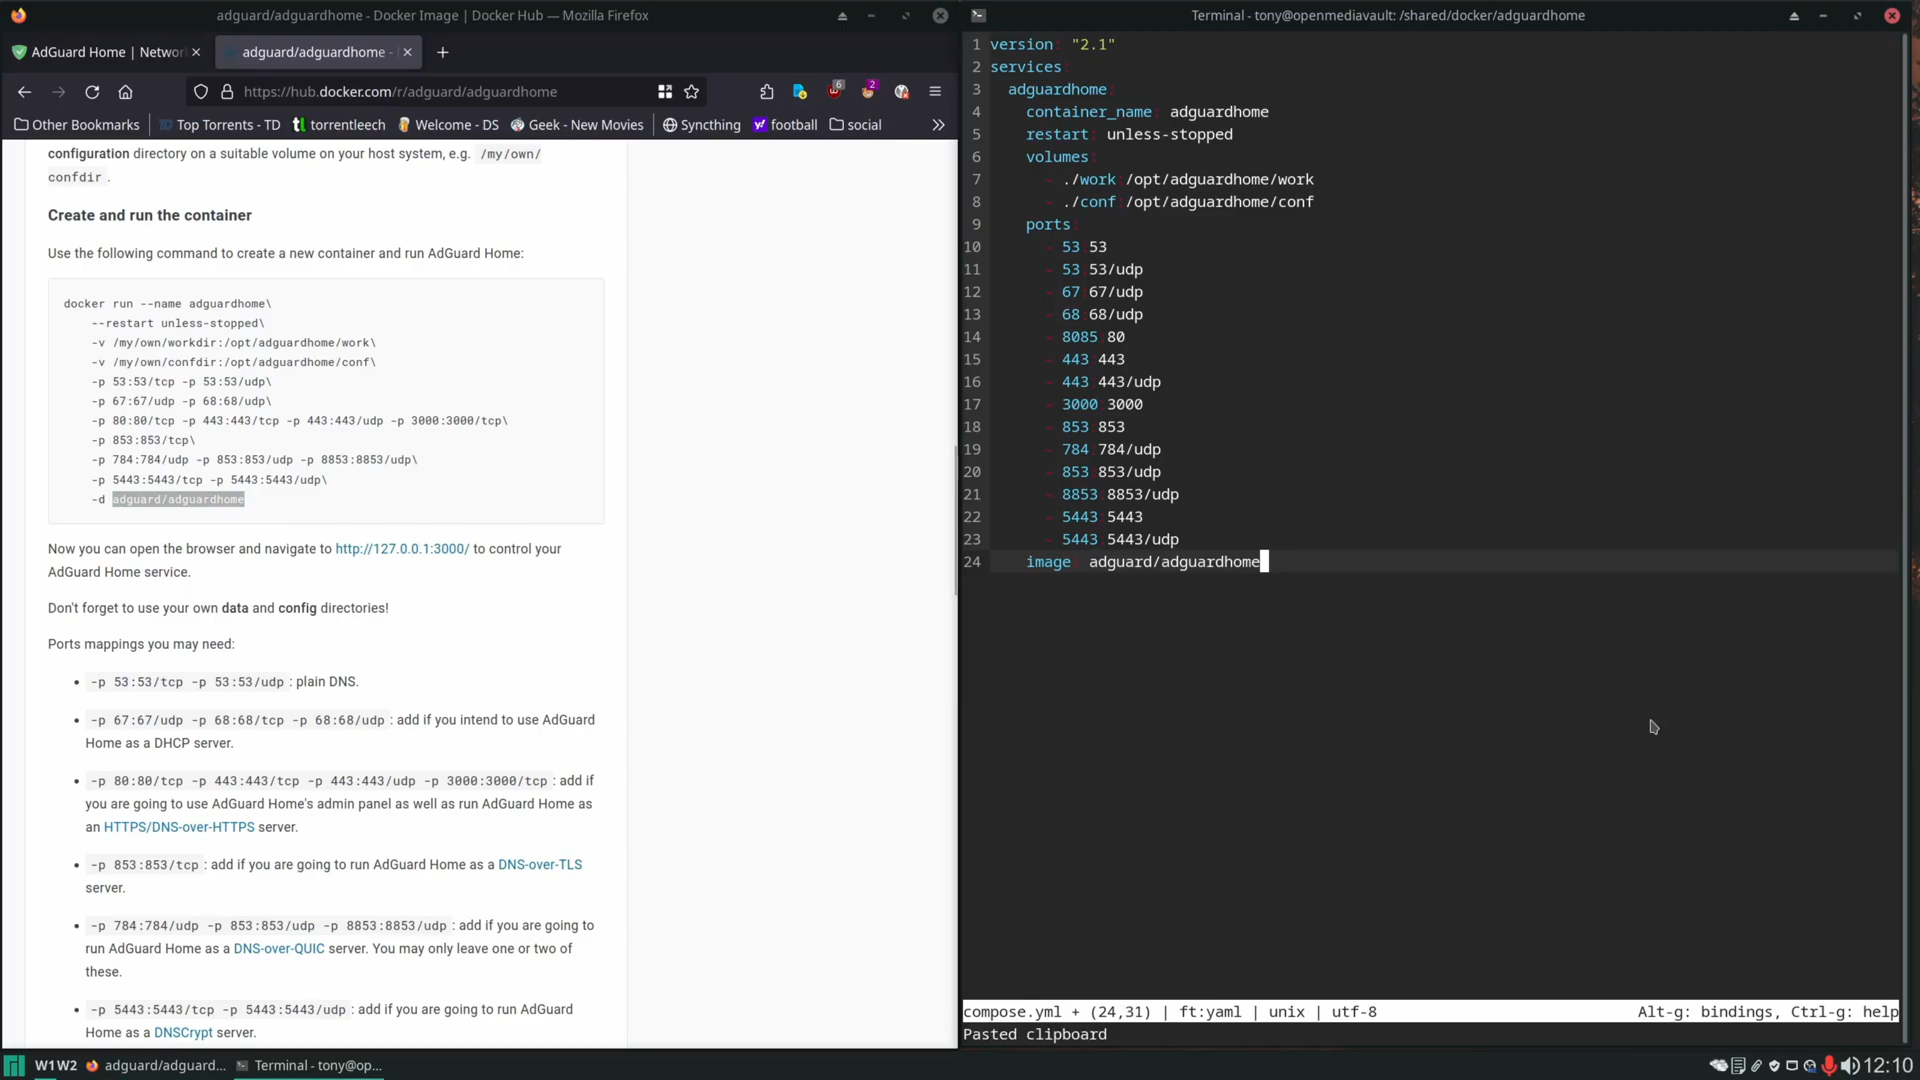 adguard/adguardhome - Docker Image | Docker Hub — Mozilla Firefox
AdGuard Home | Networ
adguard/adguardhome -
https://hub.docker.com/r/adguard/adguardhome
6
2
Other Bookmarks
Top Torrents - TD
torrentleech
Welcome - DS
Geek - New Movies
Syncthing
football
social
configuration directory on a suitable volume on your host system, e.g. /my/own/
confdir .
Create and run the container
Use the following command to create a new container and run AdGuard Home:
docker run --name adguardhome\
--restart unless-stopped\
-v /my/own/workdir:/opt/adguardhome/work\
-v /my/own/confdir:/opt/adguardhome/conf\
-p 53:53/tcp -p 53:53/udp\
-p 67:67/udp -p 68:68/udp\
-p 80:80/tcp -p 443:443/tcp -p 443:443/udp -p 3000:3000/tcp\
-p 853:853/tcp\
-p 784:784/udp -p 853:853/udp -p 8853:8853/udp\
-p 5443:5443/tcp -p 5443:5443/udp\
-d adguard/adguardhome
Now you can open the browser and navigate to http://127.0.0.1:3000/ to control your
AdGuard Home service.
Don't forget to use your own data and config directories!
Ports mappings you may need:
• -p 53:53/tcp -p 53:53/udp : plain DNS.
• -p 67:67/udp -p 68:68/tcp -p 68:68/udp : add if you intend to use AdGuard
Home as a DHCP server.
• -p 80:80/tcp -p 443:443/tcp -p 443:443/udp -p 3000:3000/tcp : add if
you are going to use AdGuard Home's admin panel as well as run AdGuard Home as
an HTTPS/DNS-over-HTTPS server.
• -p 853:853/tcp : add if you are going to run AdGuard Home as a DNS-over-TLS
server.
• -p 784:784/udp -p 853:853/udp -p 8853:8853/udp : add if you are going to
run AdGuard Home as a DNS-over-QUIC server. You may only leave one or two of
these.
• -p 5443:5443/tcp -p 5443:5443/udp : add if you are going to run AdGuard
Home as a DNSCrypt server.
Terminal - tony@openmediavault: /shared/docker/adguardhome
1 version: "2.1"
2 services:
3 adguardhome:
4 container_name: adguardhome
5 restart: unless-stopped
6 volumes:
7 - ./work:/opt/adguardhome/work
8 - ./conf:/opt/adguardhome/conf
9 ports:
10 - 53:53
11 - 53:53/udp
12 - 67:67/udp
13 - 68:68/udp
14 - 8085:80
15 - 443:443
16 - 443:443/udp
17 - 3000:3000
18 - 853:853
19 - 784:784/udp
20 - 853:853/udp
21 - 8853:8853/udp
22 - 5443:5443
23 - 5443:5443/udp
24 image: adguard/adguardhome
compose.yml + (24,31) | ft:yaml | unix | utf-8
Alt-g: bindings, Ctrl-g: help
Pasted clipboard
W1W2
adguard/adguard...
Terminal - tony@op...
12:10